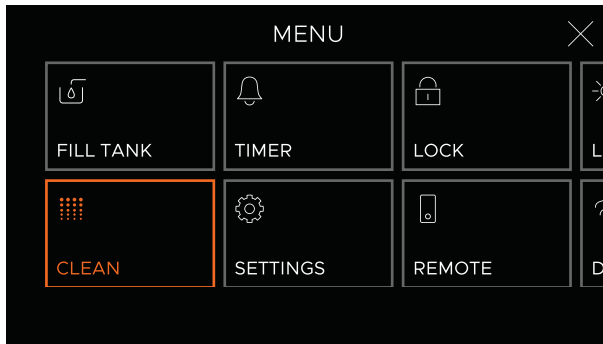 MENU
FILL TANK
TIMER
LOCK
L
CLEAN
SETTINGS
REMOTE
D